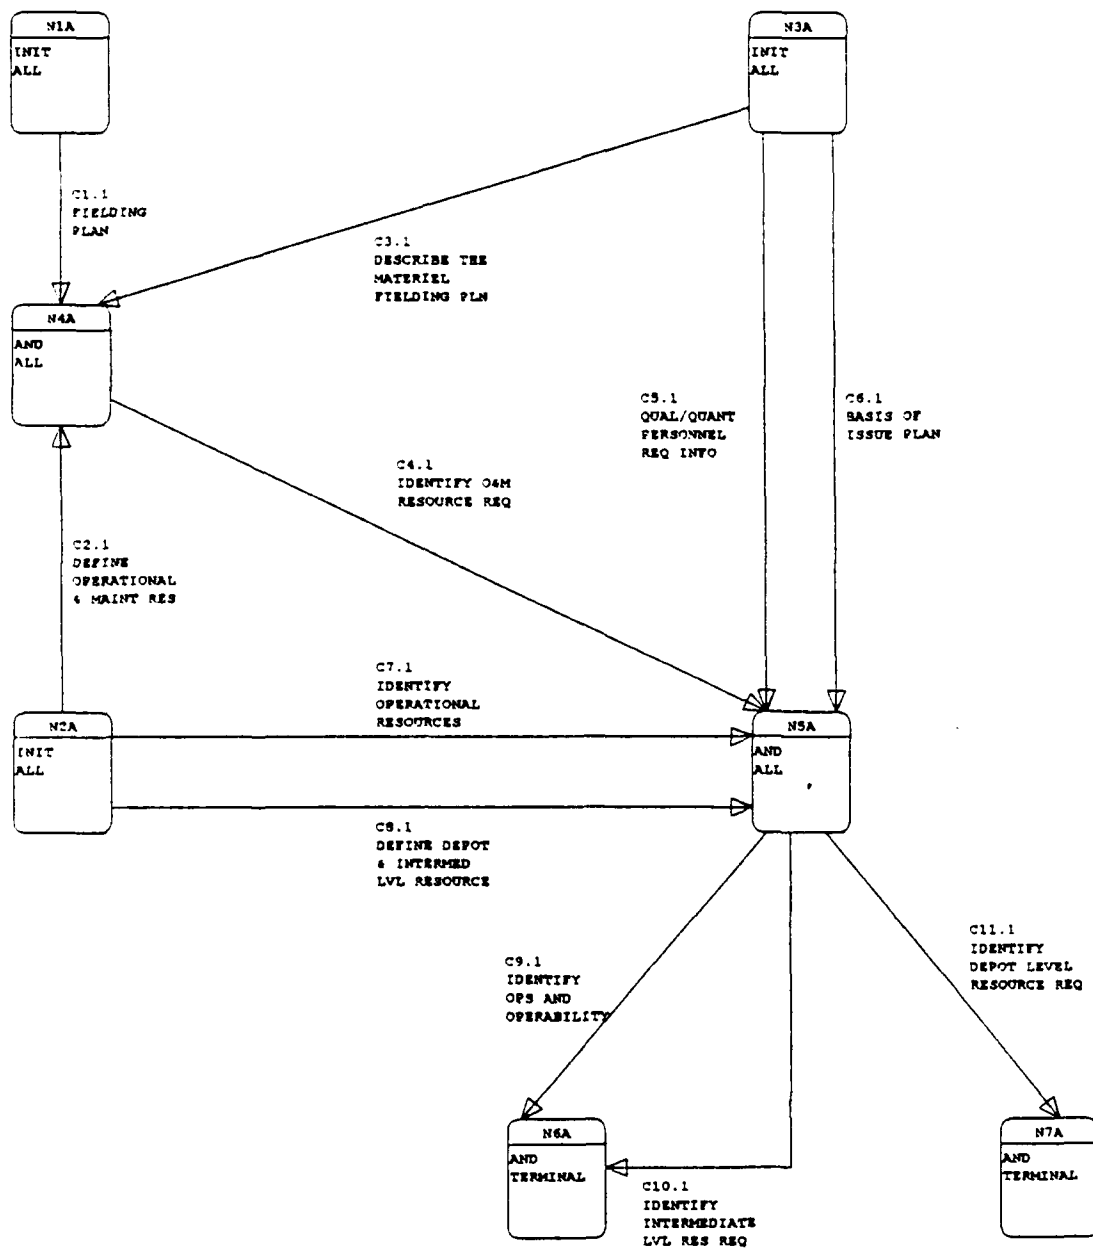 N1A
INIT
ALL
N3A
INIT
ALL
C1.1
FIELDING
PLAN
C3.1
DESCRIBE THE
MATERIEL
FIELDING PLN
N4A
AND
ALL
C5.1
QUAL/QUANT
PERSONNEL
REQ INFO
C6.1
BASIS OF
ISSUE PLAN
C4.1
IDENTIFY O&M
RESOURCE REQ
C2.1
DEFINE
OPERATIONAL
& MAINT RES
C7.1
IDENTIFY
OPERATIONAL
RESOURCES
N2A
INIT
ALL
N5A
AND
ALL
C8.1
DEFINE DEPOT
& INTERMED
LVL RESOURCE
C9.1
IDENTIFY
OPS AND
OPERABILITY
C11.1
IDENTIFY
DEPOT LEVEL
RESOURCE REQ
N6A
AND
TERMINAL
N7A
AND
TERMINAL
C10.1
IDENTIFY
INTERMEDIATE
LVL RES REQ